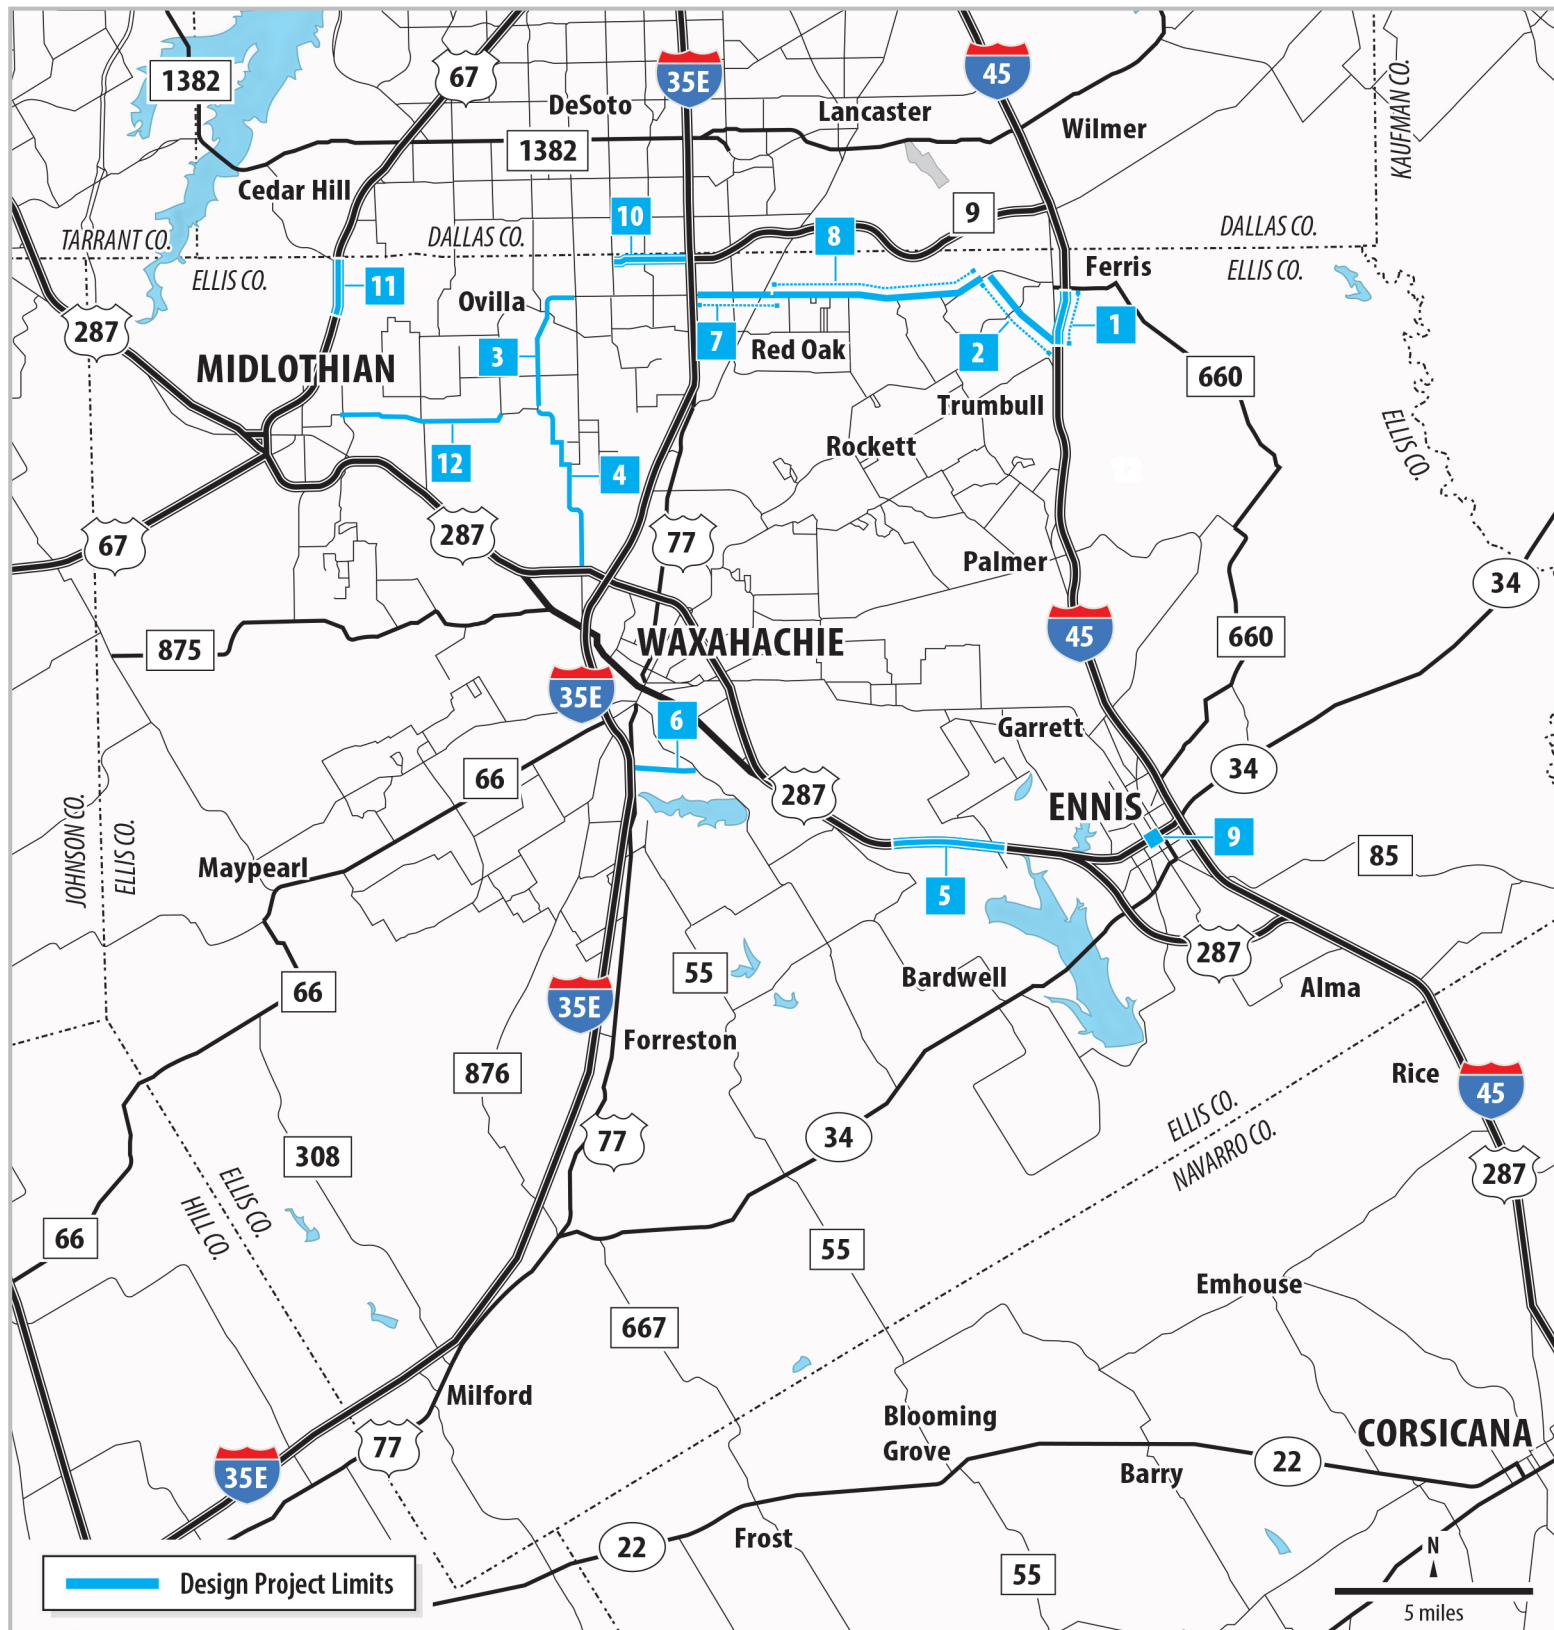 1382
67
35E
45
DeSoto
Lancaster
Wilmer
KAUFMAN CO.
1382
Cedar Hill
10
9
8
TARRANT CO.
DALLAS CO.
DALLAS CO.
ELLIS CO.
ELLIS CO.
Ferris
11
Ovilla
287
1
7
Red Oak
2
3
MIDLOTHIAN
660
Trumbull
ELLIS CO.
Rockett
12
4
67
287
77
Palmer
34
875
WAXAHACHIE
45
660
35E
6
Garrett
66
287
34
ENNIS
JOHNSON CO.
ELLIS CO.
9
85
Maypearl
5
287
55
Bardwell
66
Alma
35E
Forreston
876
Rice
45
34
77
ELLIS CO.
NAVARRO CO.
308
287
ELLIS CO.
HILL CO.
66
55
Emhouse
667
Milford
Blooming
Grove
77
CORSICANA
35E
22
Barry
22
Frost
N
Design Project Limits
55
5 miles